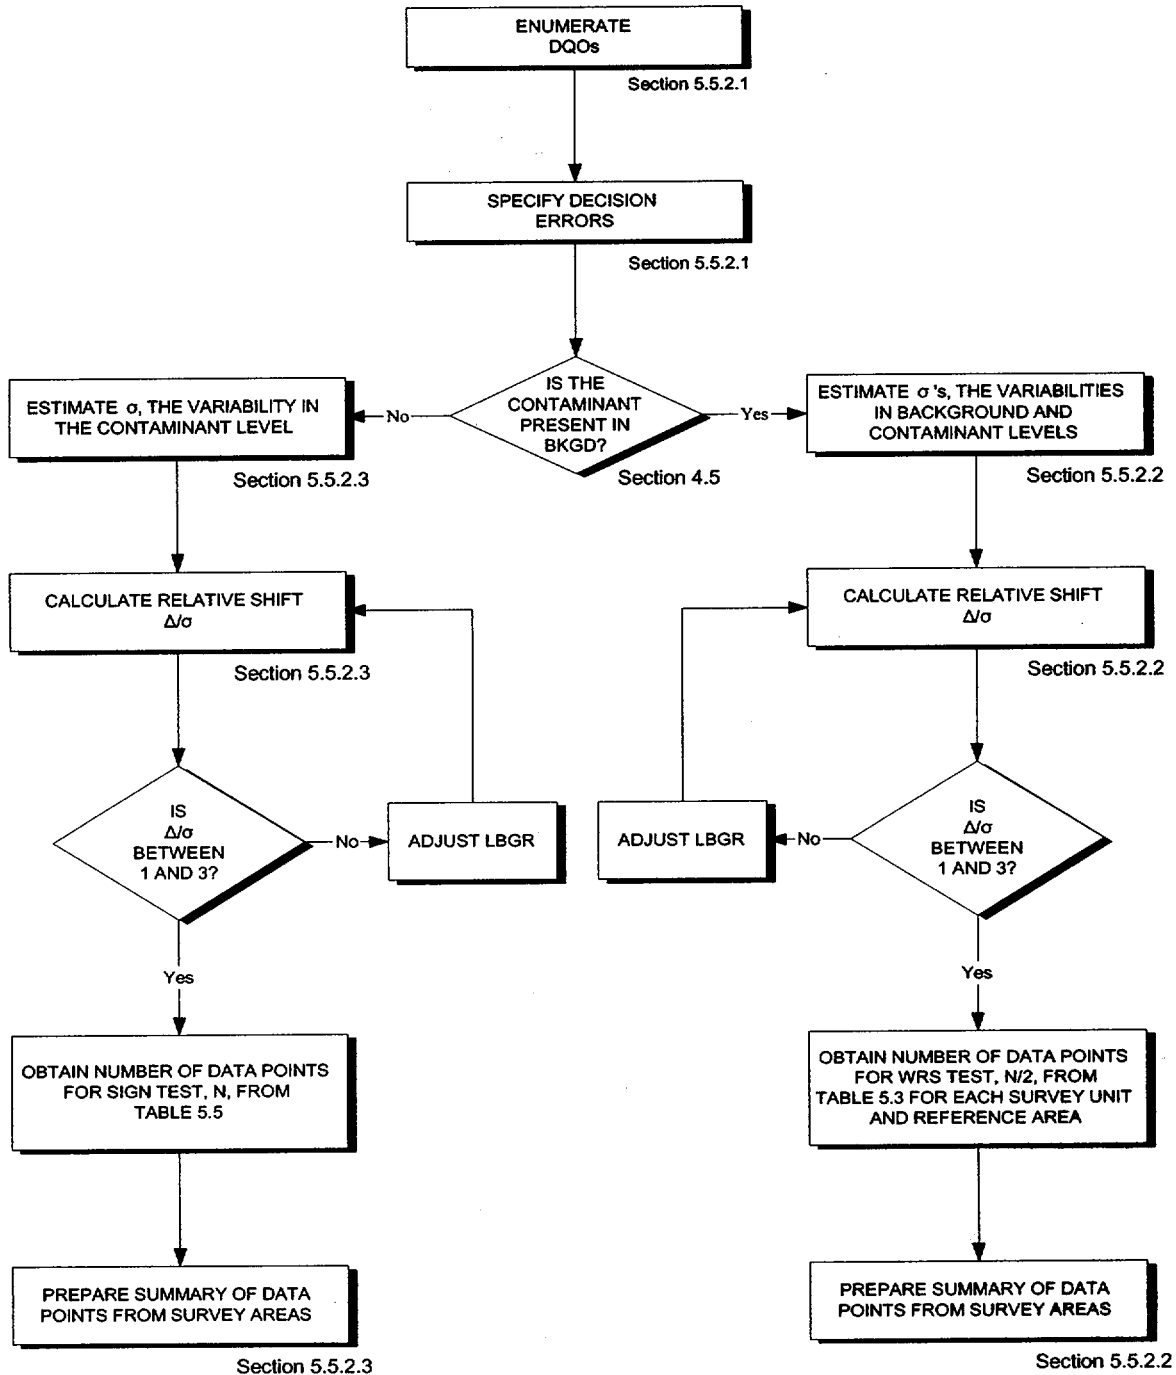 ENUMERATE
DQOs
Section 5.5.2.1
SPECIFY DECISION
ERRORS
Section 5.5.2.1
IS THE
CONTAMINANT
PRESENT IN
BKGD?
Section 4.5
No
Yes
ESTIMATE σ, THE VARIABILITY IN
THE CONTAMINANT LEVEL
Section 5.5.2.3
CALCULATE RELATIVE SHIFT
Δ/σ
Section 5.5.2.3
IS
Δ/σ
BETWEEN
1 AND 3?
No
ADJUST LBGR
Yes
OBTAIN NUMBER OF DATA POINTS
FOR SIGN TEST, N, FROM
TABLE 5.5
PREPARE SUMMARY OF DATA
POINTS FROM SURVEY AREAS
Section 5.5.2.3
ESTIMATE σ 's, THE VARIABILITIES
IN BACKGROUND AND
CONTAMINANT LEVELS
Section 5.5.2.2
CALCULATE RELATIVE SHIFT
Δ/σ
Section 5.5.2.2
IS
Δ/σ
BETWEEN
1 AND 3?
No
ADJUST LBGR
Yes
OBTAIN NUMBER OF DATA POINTS
FOR WRS TEST, N/2, FROM
TABLE 5.3 FOR EACH SURVEY UNIT
AND REFERENCE AREA
PREPARE SUMMARY OF DATA
POINTS FROM SURVEY AREAS
Section 5.5.2.2